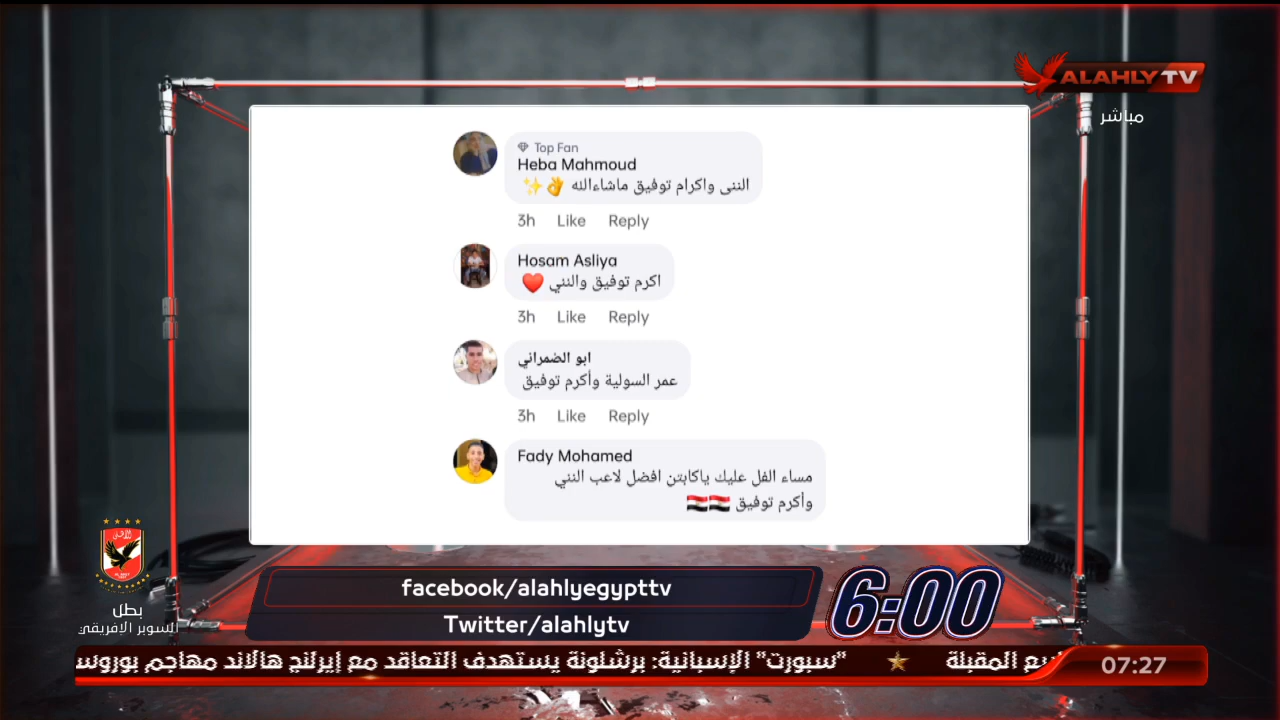 ALAHLY TV
مباشر
Top Fan
Heba Mahmoud
الننى واكرام توفيق ماشاءالله 👌✨
3h Like Reply
Hosam Asliya
اكرم توفيق والنني ❤️
3h Like Reply
ابو الضمراني
عمر السولية وأكرم توفيق
3h Like Reply
Fady Mohamed
مساء الفل عليك ياكابتن افضل لاعب النني
وأكرم توفيق 🇪🇬🇪🇬
بطل
السوبر الإفريقي
facebook/alahlyegypttv
Twitter/alahlytv
6:00
المقبلة ★ "سبورت" الإسبانية: برشلونة يستهدف التعاقد مع إيرلنج هالاند مهاجم بوروس
07:27